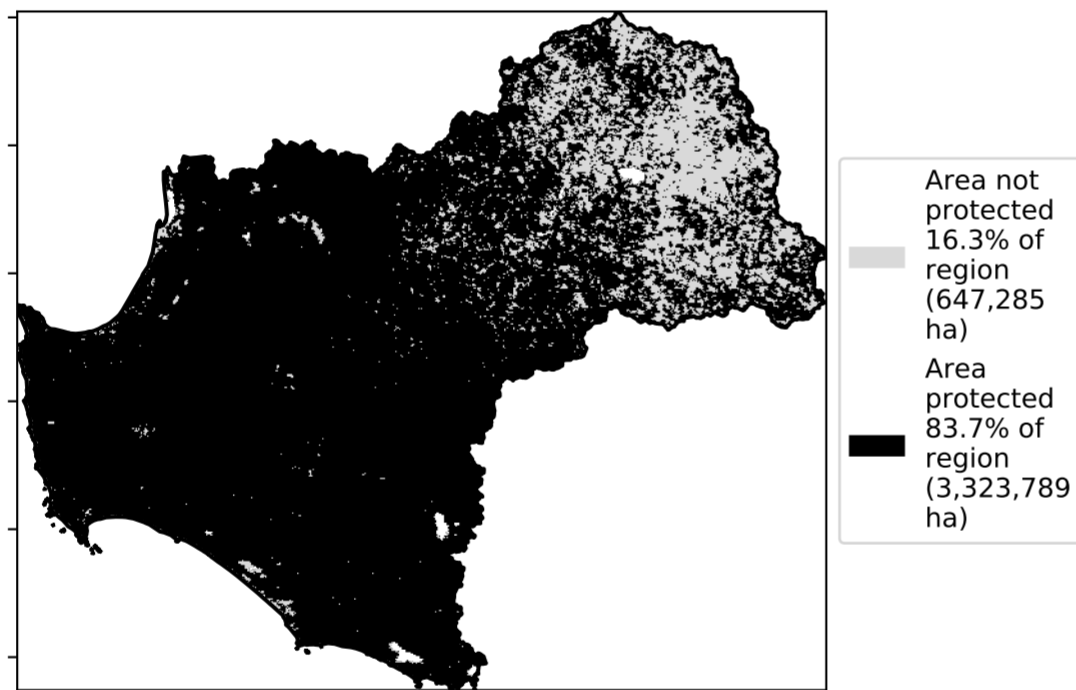 Area not
protected
16.3% of
region
(647,285
ha)
Area
protected
83.7% of
region
(3,323,789
ha)